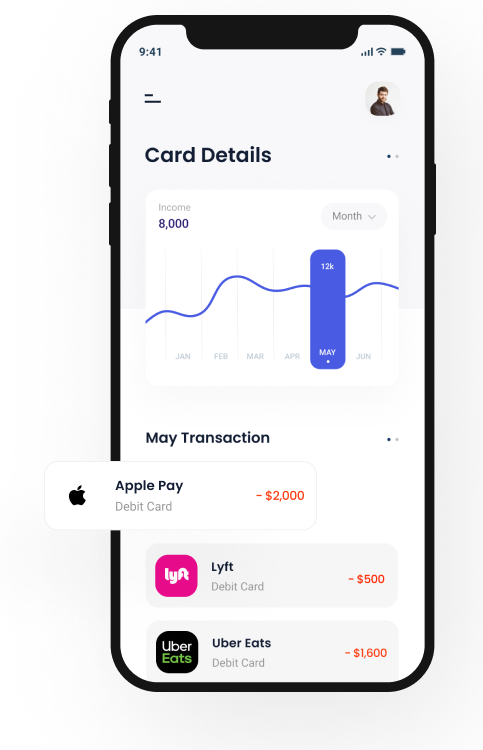 9:41
Card Details
Income
8,000
Month
12k
JAN FEB MAR APR MAY JUN
May Transaction
Apple Pay
Debit Card
- $2,000
Lyft
Debit Card
- $500
lyft
Uber Eats
Debit Card
- $1,600
Uber
Eats